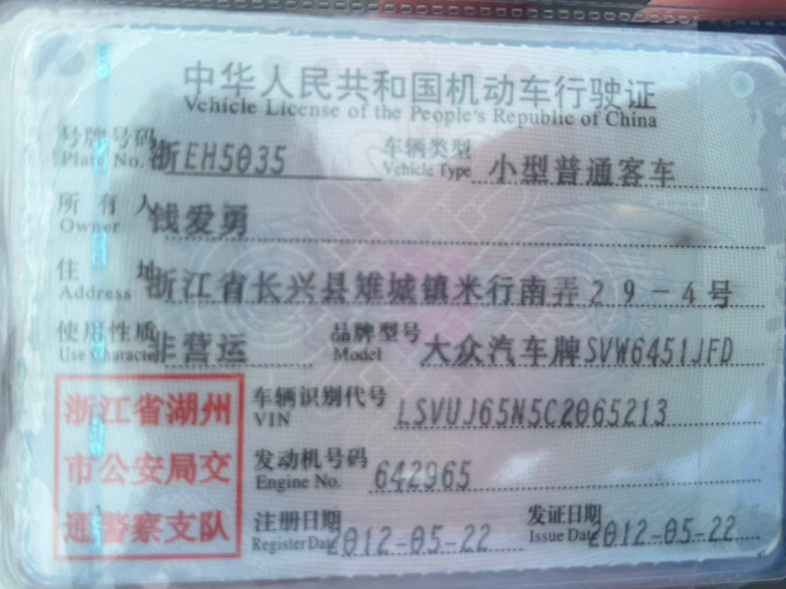 中华人民共和国机动车行驶证
Vehicle License of the People's Republic of China
号牌号码 浙EH5035 车辆类型 小型普通客车
Plate No. Vehicle Type
所有人 钱爱勇
Owner
住址 浙江省长兴县雉城镇米行南弄29-4号
Address
使用性质 非营运 品牌型号 大众汽车牌SVW6451JFD
Use Character Model
浙江省湖州
市公安局交
通警察支队
车辆识别代号 LSVUJ65N5C2065213
VIN
发动机号码 642965
Engine No.
注册日期 2012-05-22 发证日期 2012-05-22
Register Date Issue Date